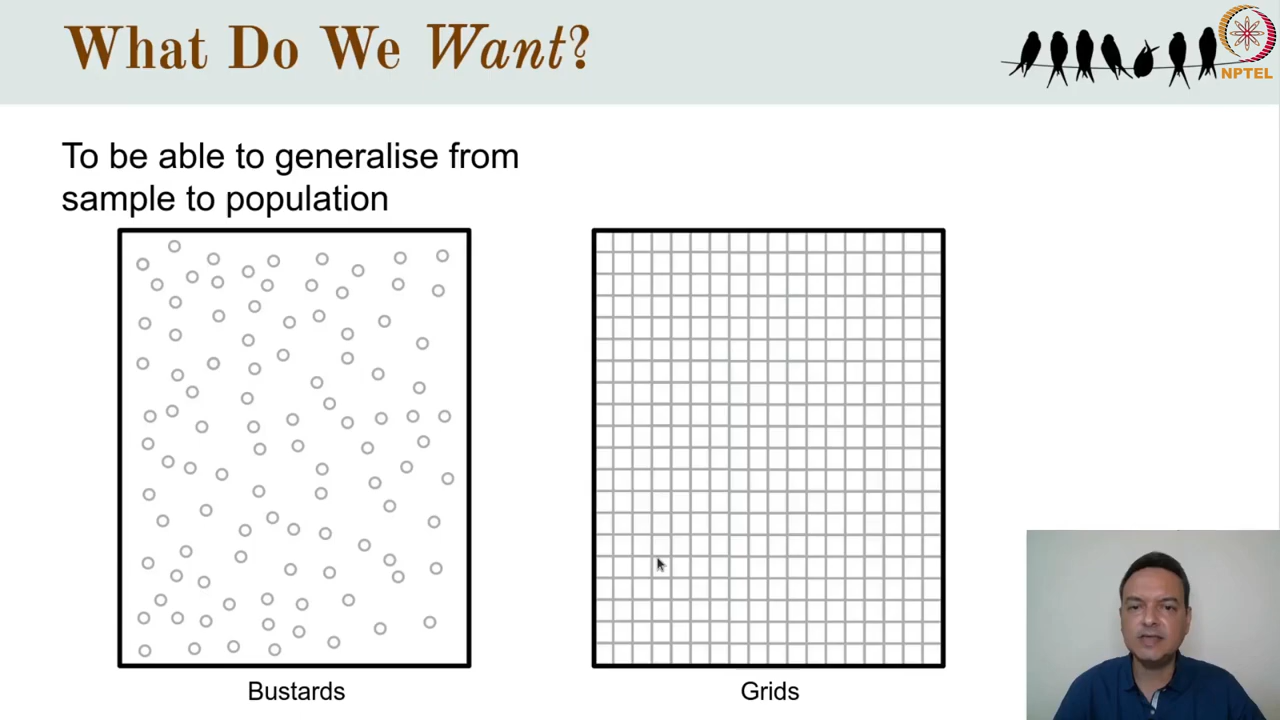 What Do We Want?
NPTEL
To be able to generalise from
sample to population
Bustards
Grids